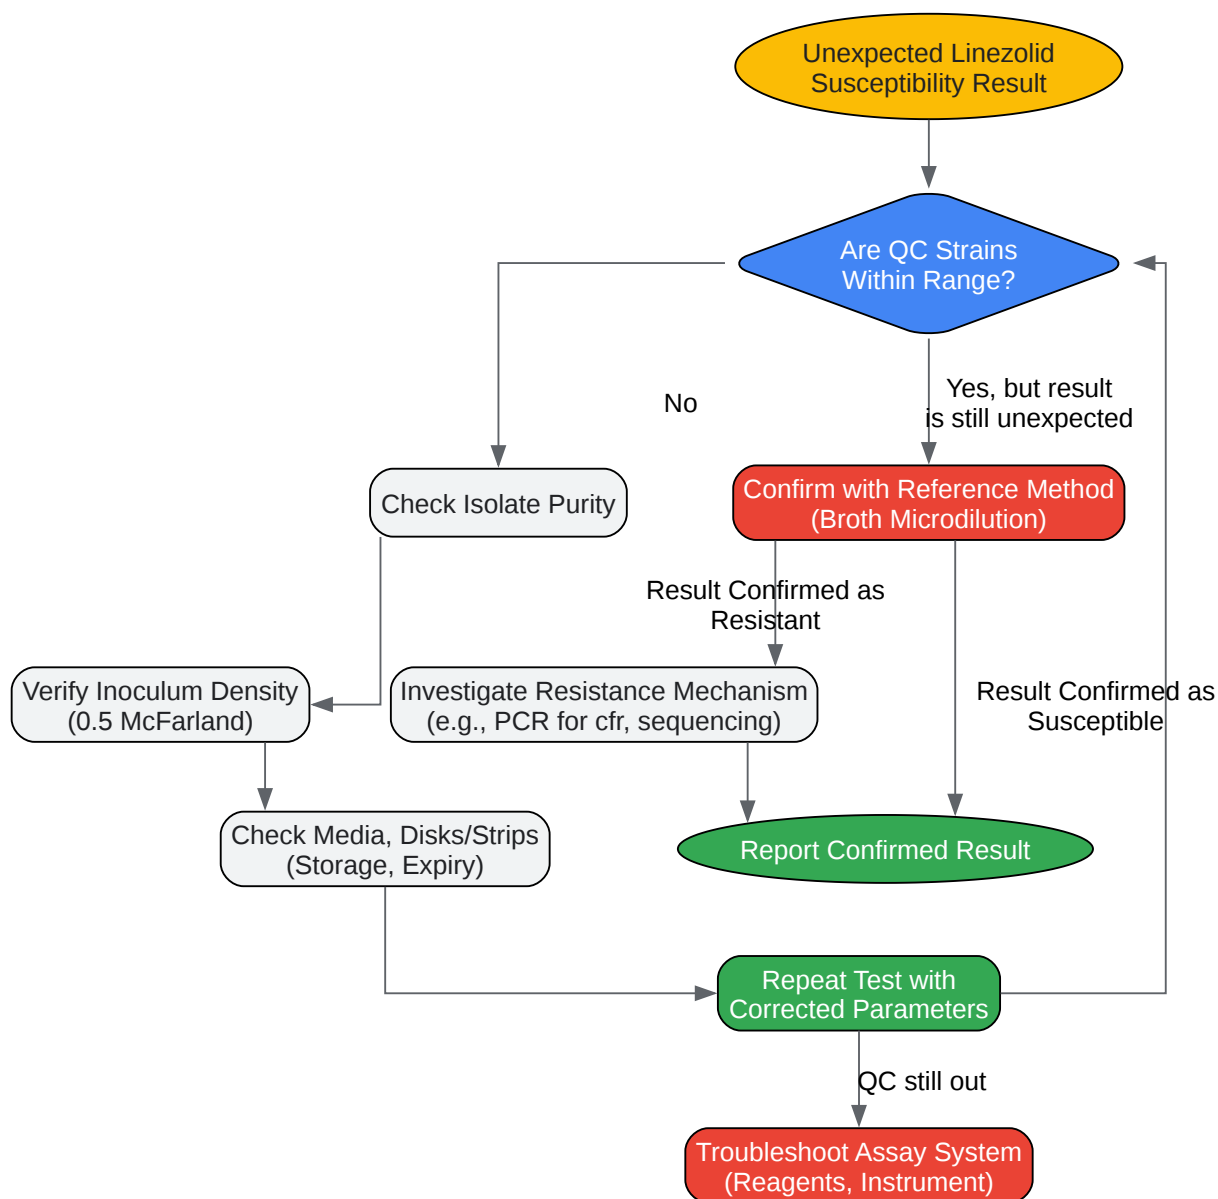 Unexpected Linezolid
Susceptibility Result
Are QC Strains
Within Range?
No
Yes, but result
is still unexpected
Check Isolate Purity
Confirm with Reference Method
(Broth Microdilution)
Result Confirmed as
Resistant
Verify Inoculum Density
(0.5 McFarland)
Investigate Resistance Mechanism
(e.g., PCR for cfr, sequencing)
Result Confirmed as
Susceptible
Check Media, Disks/Strips
(Storage, Expiry)
Report Confirmed Result
Repeat Test with
Corrected Parameters
QC still out
Troubleshoot Assay System
(Reagents, Instrument)